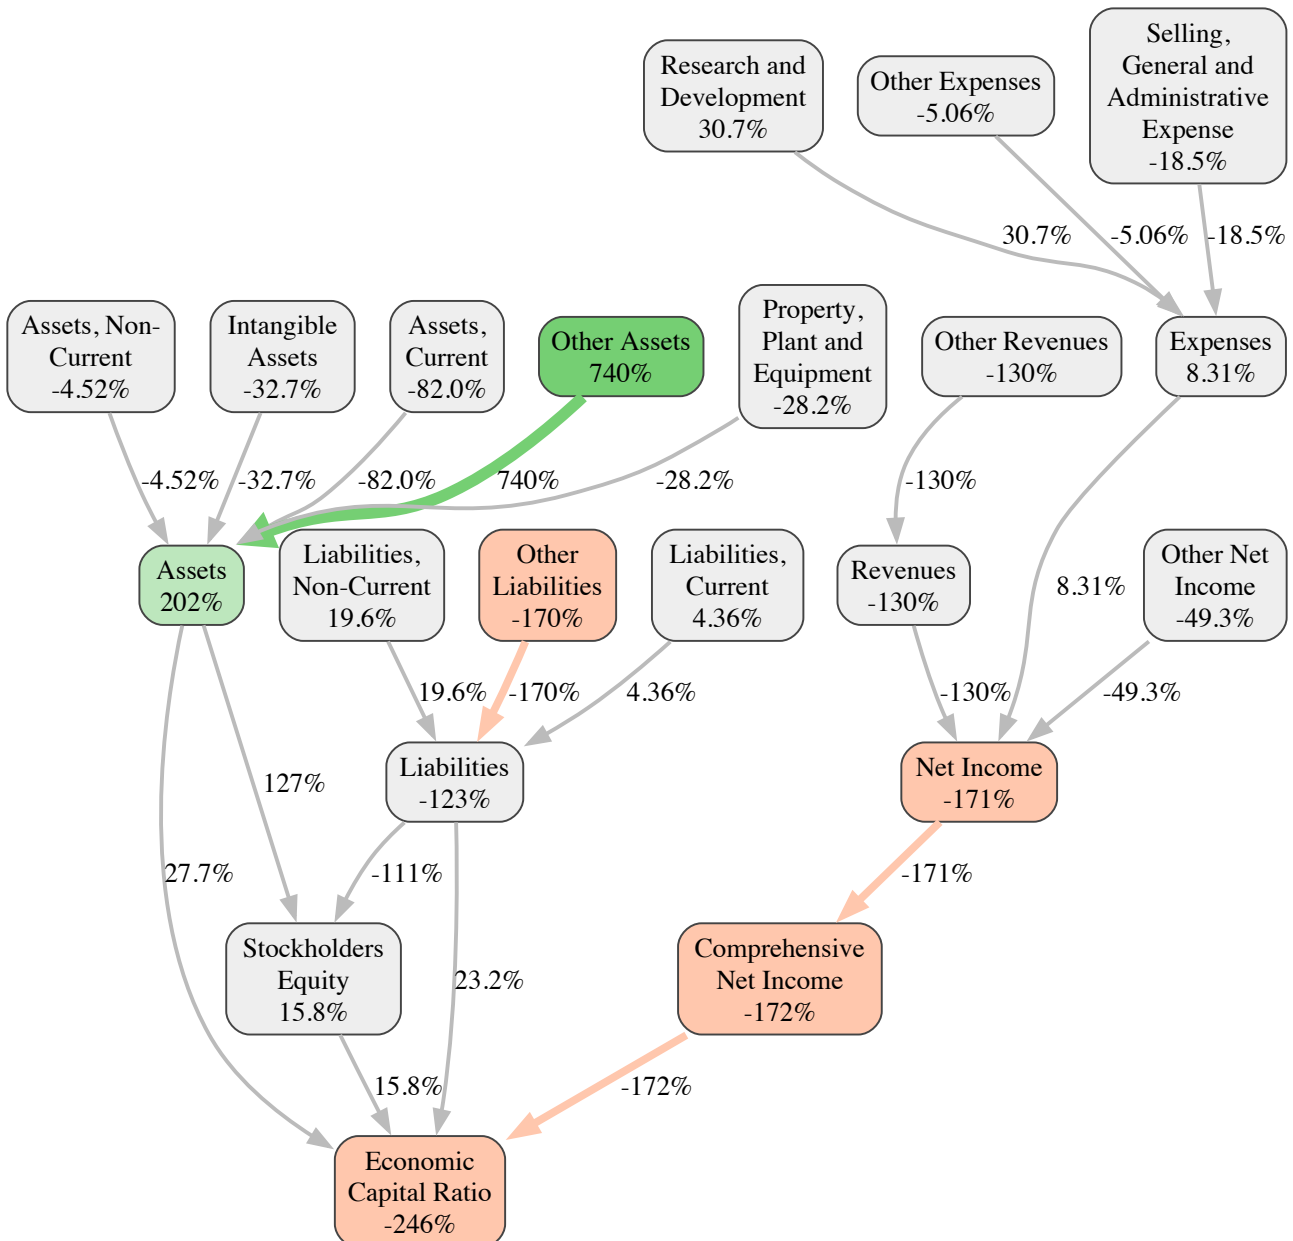 Selling,
General and
Administrative
Expense
-18.5%
Research and
Development
30.7%
Other Expenses
-5.06%
30.7%
-5.06%
-18.5%
Assets, Non-
Current
-4.52%
Intangible
Assets
-32.7%
Assets,
Current
-82.0%
Other Assets
740%
Property,
Plant and
Equipment
-28.2%
Other Revenues
-130%
Expenses
8.31%
-4.52%
-32.7%
-82.0%
740%
-28.2%
-130%
Assets
202%
Liabilities,
Non-Current
19.6%
Other
Liabilities
-170%
Liabilities,
Current
4.36%
Revenues
-130%
8.31%
Other Net
Income
-49.3%
19.6%
-170%
4.36%
-130%
-49.3%
127%
Liabilities
-123%
Net Income
-171%
27.7%
-111%
-171%
Stockholders
Equity
15.8%
23.2%
Comprehensive
Net Income
-172%
15.8%
-172%
Economic
Capital Ratio
-246%